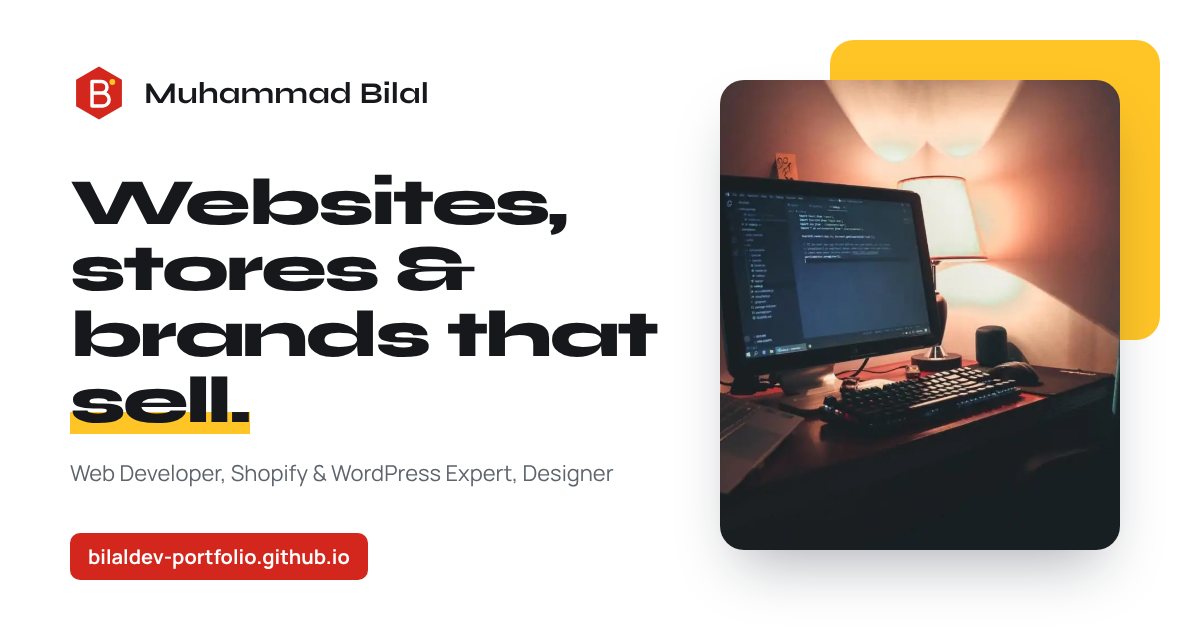 B
Muhammad Bilal
Websites,
stores &
brands that
sell.
Web Developer, Shopify & WordPress Expert, Designer
bilaldev-portfolio.github.io